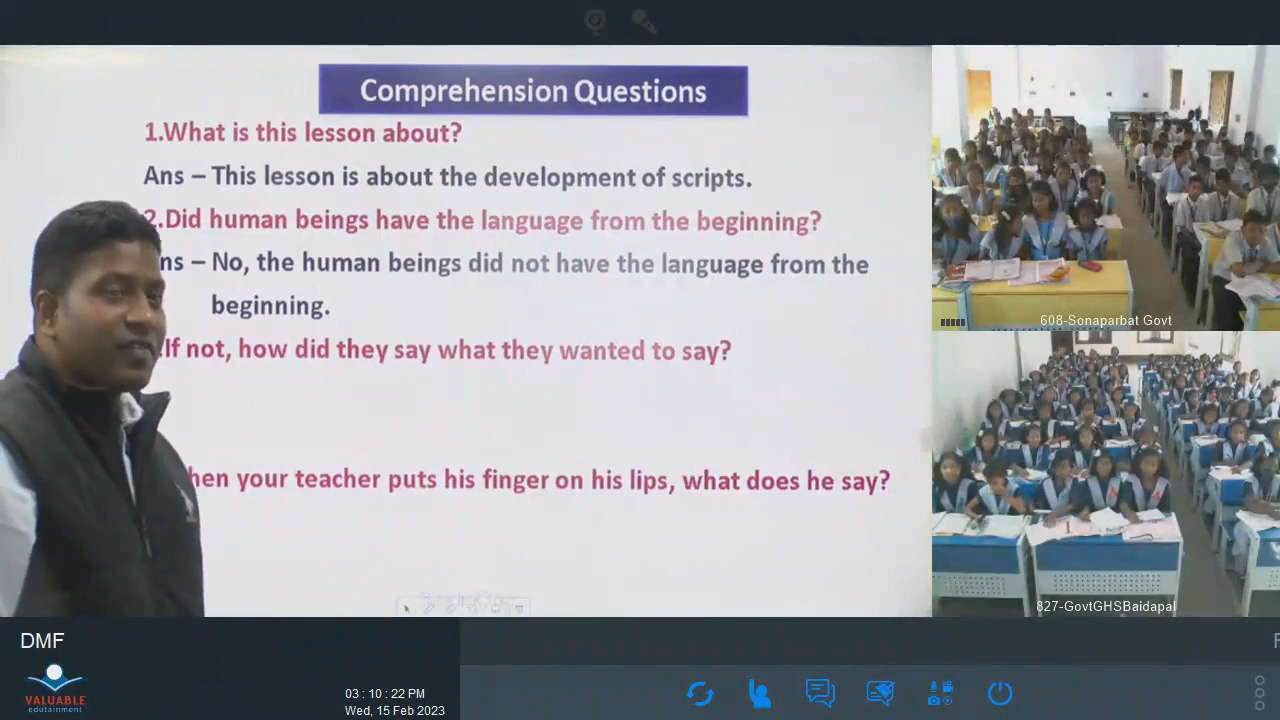 Comprehension Questions
1.What is this lesson about?
Ans – This lesson is about the development of scripts.
2.Did human beings have the language from the beginning?
ns – No, the human beings did not have the language from the
beginning.
.If not, how did they say what they wanted to say?
hen your teacher puts his finger on his lips, what does he say?
608-Sonaparbat Govt
827-GovtGHSBaidapal
DMF
VALUABLE
edutainment
03 : 10 : 22 PM
Wed, 15 Feb 2023